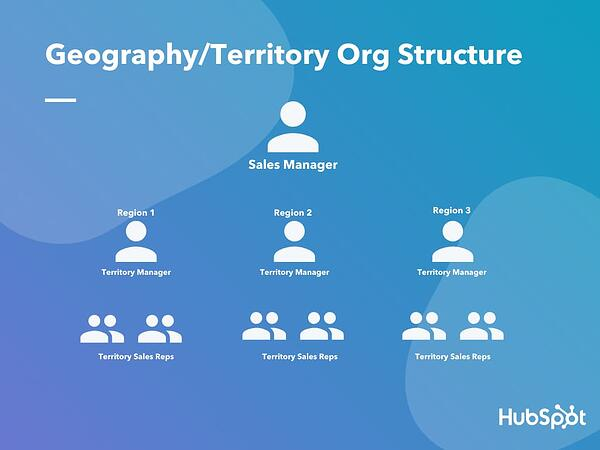 Geography/Territory Org Structure
Sales Manager
Region 1
Region 2
Region 3
Territory Manager
Territory Manager
Territory Manager
Territory Sales Reps
Territory Sales Reps
Territory Sales Reps
HubSpot